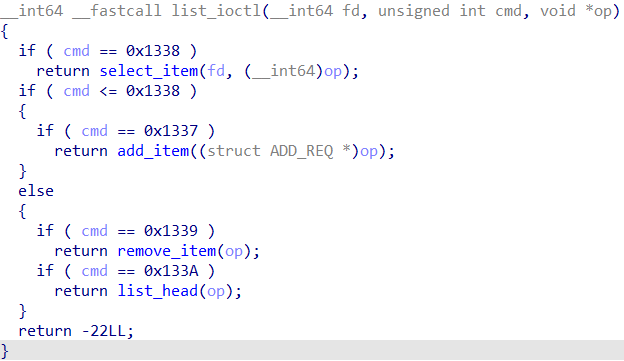 __int64 __fastcall list_ioctl(__int64 fd, unsigned int cmd, void *op)
{
  if ( cmd == 0x1338 )
    return select_item(fd, (__int64)op);
  if ( cmd <= 0x1338 )
  {
    if ( cmd == 0x1337 )
      return add_item((struct ADD_REQ *)op);
  }
  else
  {
    if ( cmd == 0x1339 )
      return remove_item(op);
    if ( cmd == 0x133A )
      return list_head(op);
  }
  return -22LL;
}